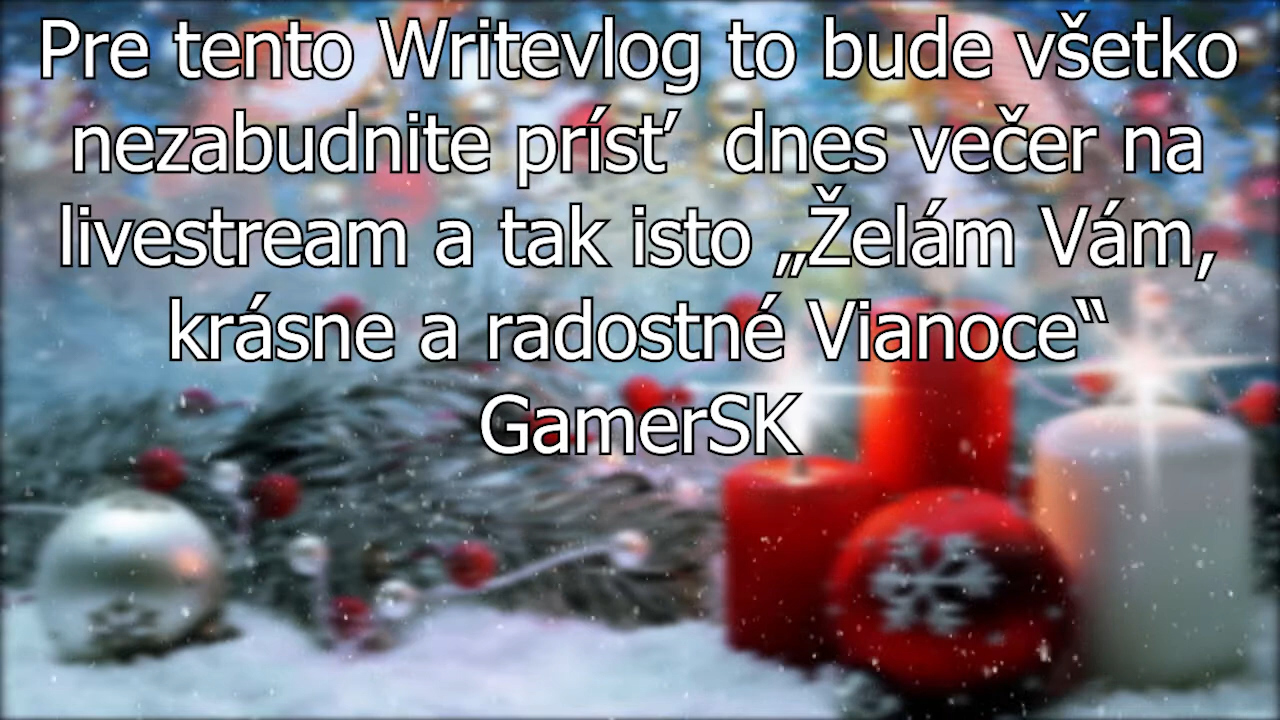 Pre tento Writevlog to bude všetko
nezabudnite prísť  dnes večer na
livestream a tak isto „Želám Vám,
krásne a radostné Vianoce“
GamerSK